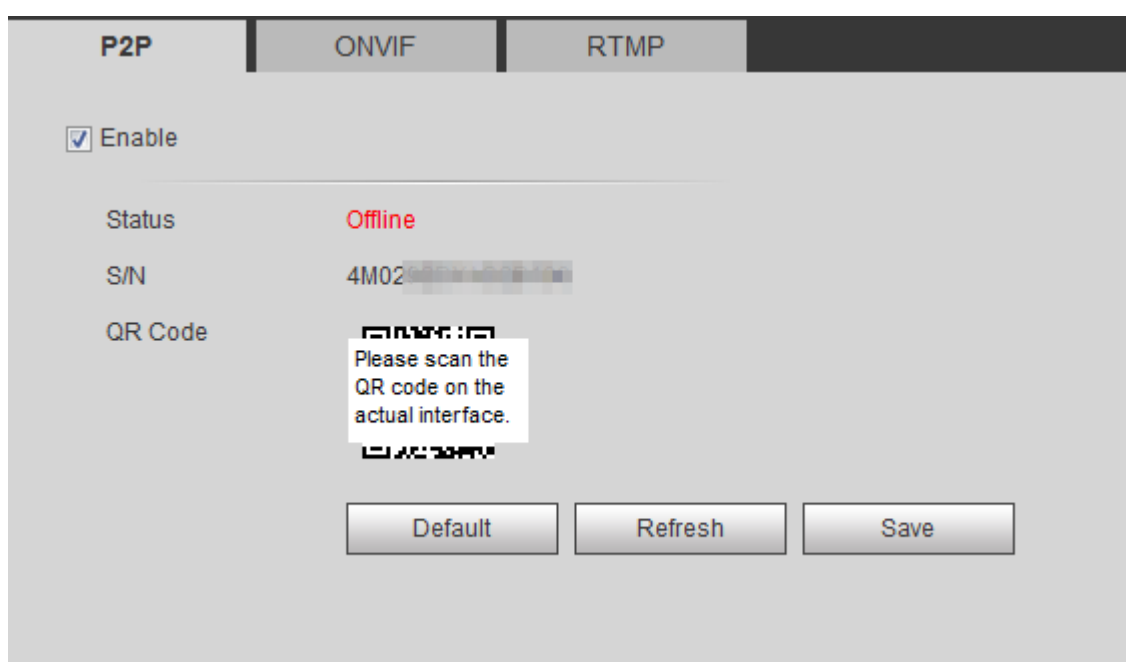 P2P ONVIF RTMP
Enable
Status Offline
S/N 4M02
QR Code
Please scan the
QR code on the
actual interface.
Default Refresh Save